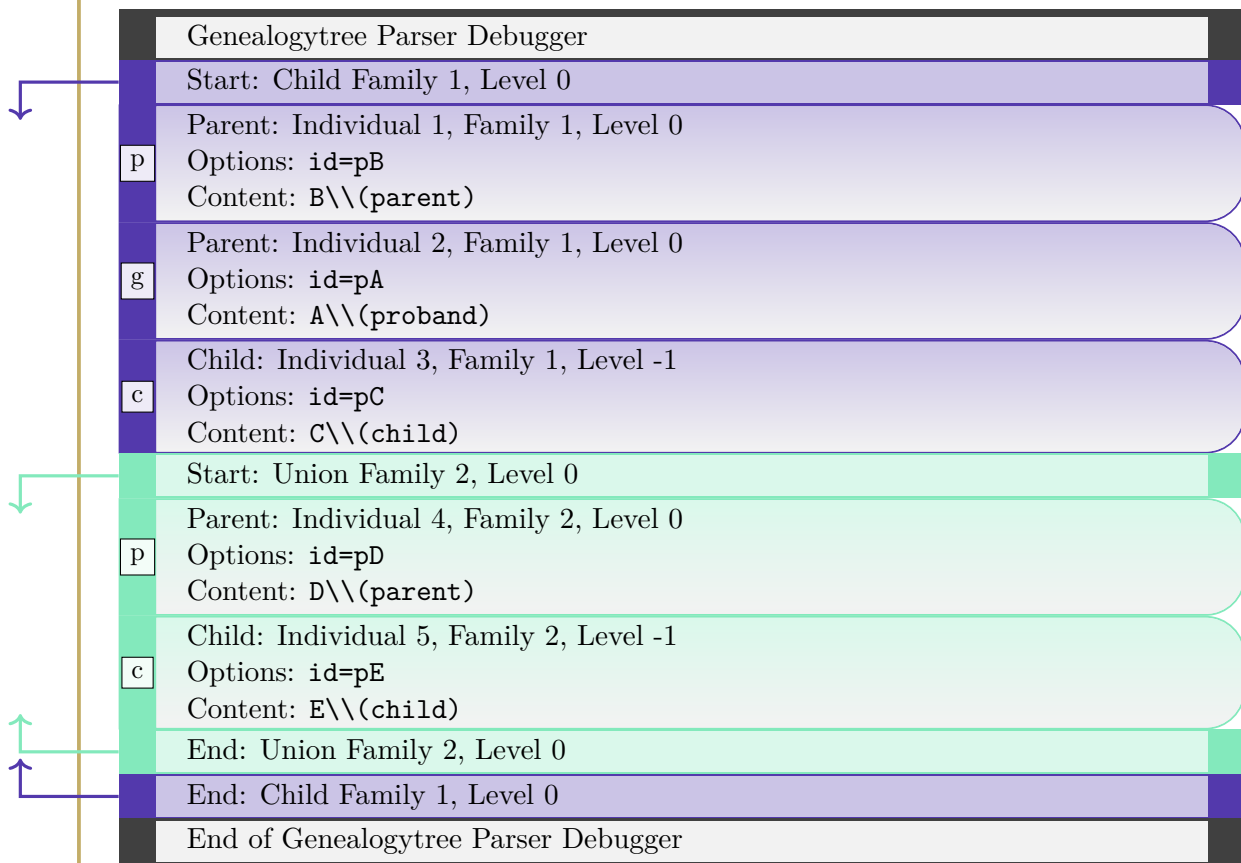 Genealogytree Parser Debugger
Start: Child Family 1, Level 0
Parent: Individual 1, Family 1, Level 0
p Options: id=pB
Content: B\\(parent)
Parent: Individual 2, Family 1, Level 0
g Options: id=pA
Content: A\\(proband)
Child: Individual 3, Family 1, Level -1
c Options: id=pC
Content: C\\(child)
Start: Union Family 2, Level 0
Parent: Individual 4, Family 2, Level 0
p Options: id=pD
Content: D\\(parent)
Child: Individual 5, Family 2, Level -1
c Options: id=pE
Content: E\\(child)
End: Union Family 2, Level 0
End: Child Family 1, Level 0
End of Genealogytree Parser Debugger